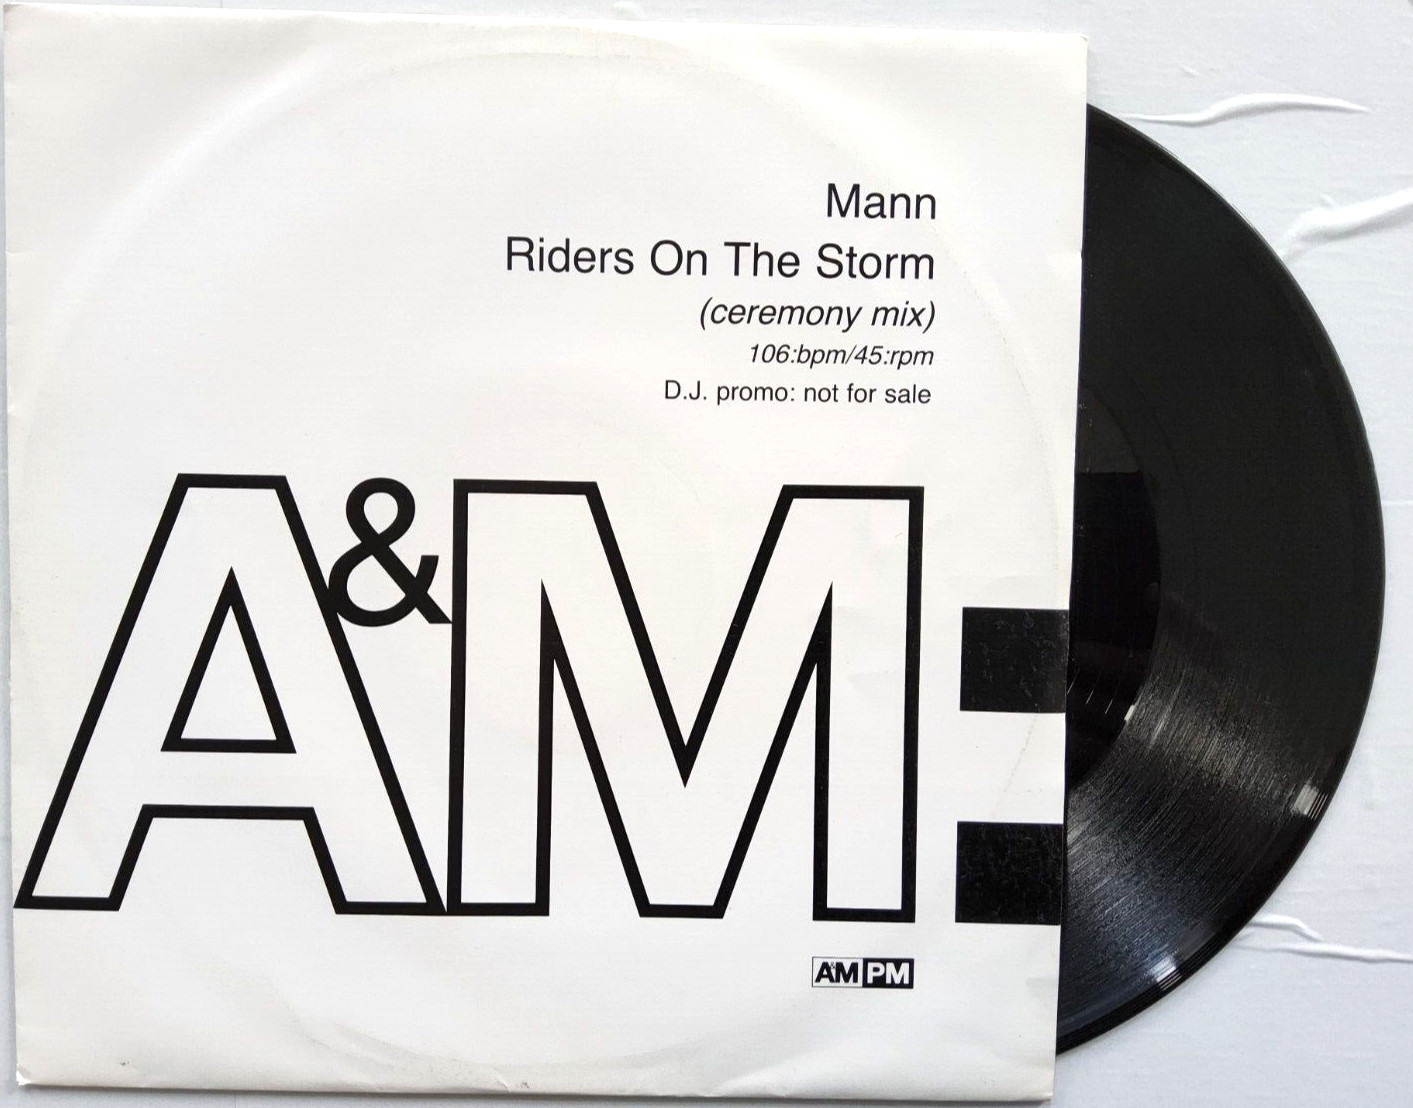 Mann
Riders On The Storm
(ceremony mix)
106:bpm/45:rpm
D.J. promo: not for sale
A&M:
A&M PM